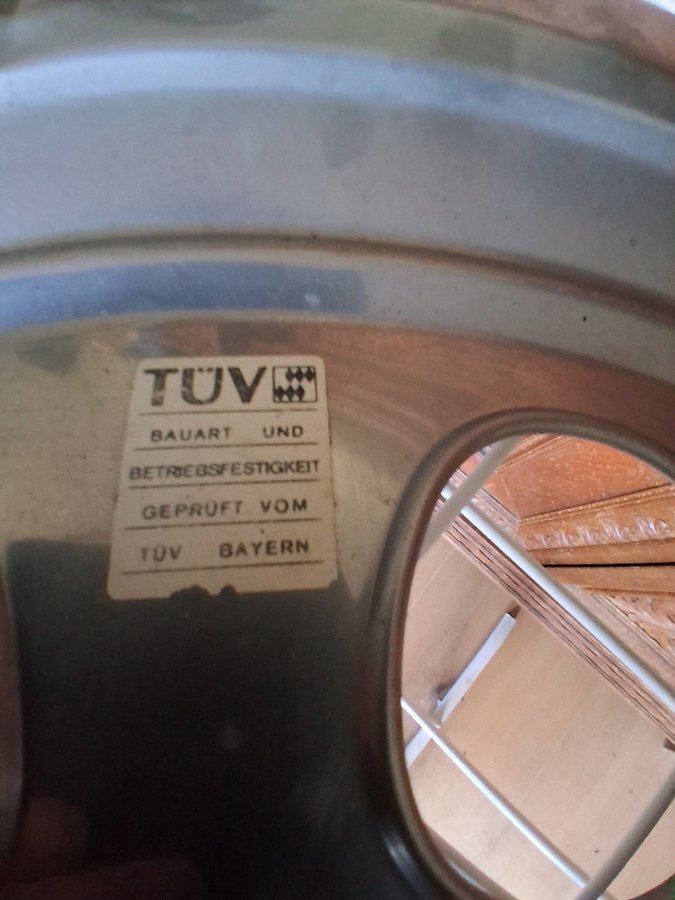 TÜV
BAUART UND
BETRIEBSFESTIGKEIT
GEPRÜFT VOM
TÜV BAYERN